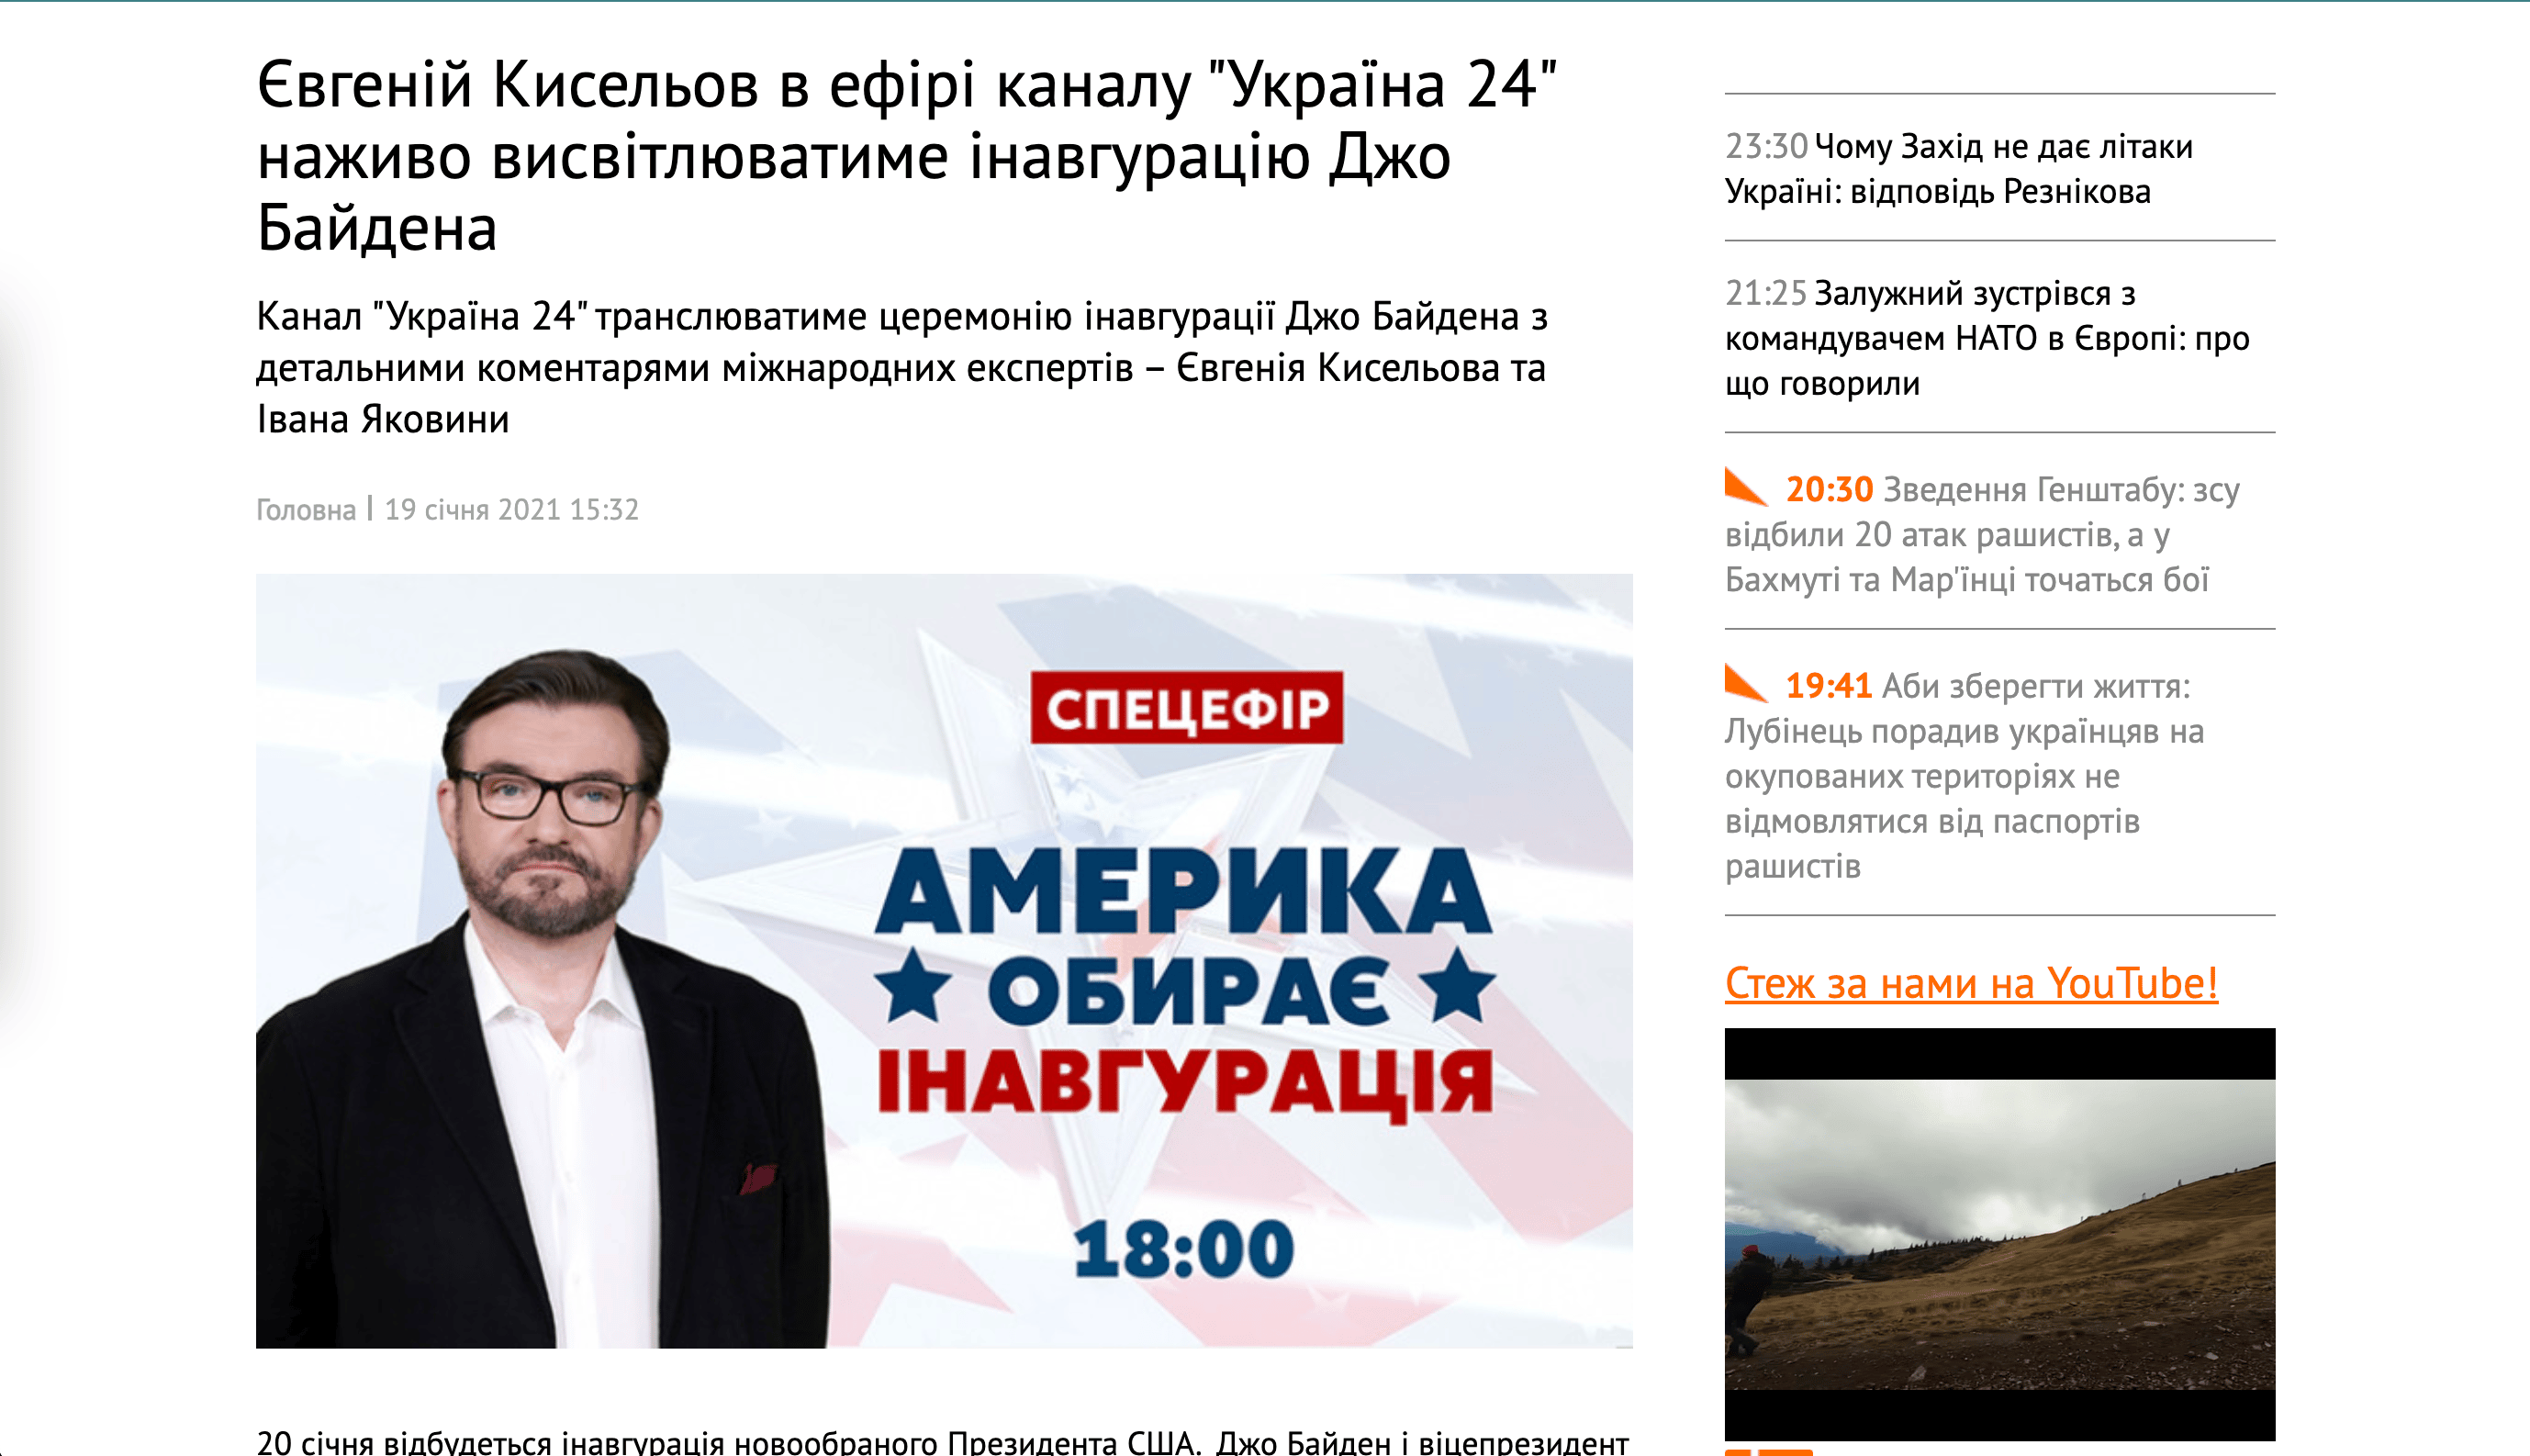 Євгеній Кисельов в ефірі каналу "Україна 24"
наживо висвітлюватиме інавгурацію Джо
Байдена
Канал "Україна 24" транслюватиме церемонію інавгурації Джо Байдена з
детальними коментарями міжнародних експертів – Євгенія Кисельова та
Івана Яковини
Головна | 19 січня 2021 15:32
СПЕЦЕФІР
АМЕРИКА
ОБИРАЄ
ІНАВГУРАЦІЯ
18:00
20 січня відбудеться інавгурація новообраного Президента США. Джо Байден і віцепрезидент
23:30 Чому Захід не дає літаки
Україні: відповідь Резнікова
21:25 Залужний зустрівся з
командувачем НАТО в Європі: про
що говорили
20:30 Зведення Генштабу: зсу
відбили 20 атак рашистів, а у
Бахмуті та Мар'їнці точаться бої
19:41 Аби зберегти життя:
Лубінець порадив українцяв на
окупованих територіях не
відмовлятися від паспортів
рашистів
Стеж за нами на YouTube!